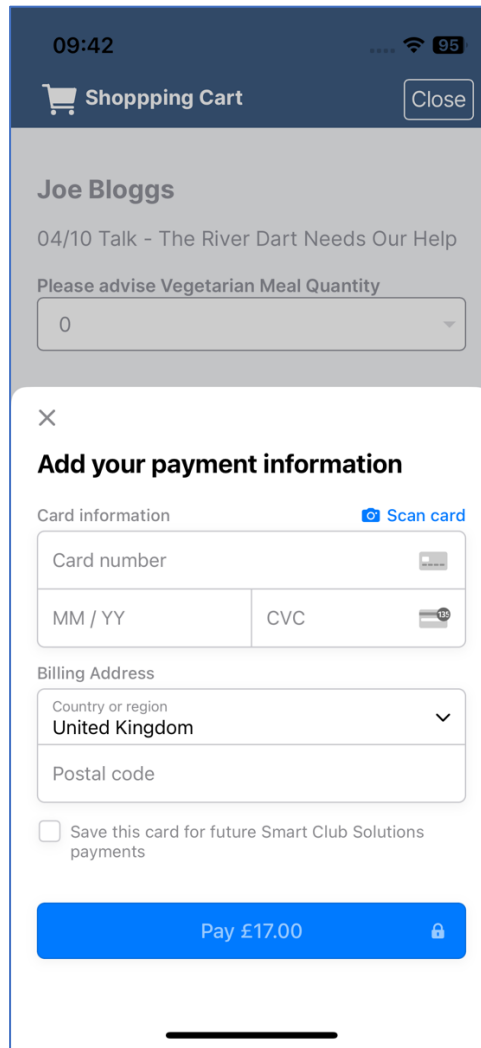 09:42
95
Shoppping Cart
Close
Joe Bloggs
04/10 Talk - The River Dart Needs Our Help
Please advise Vegetarian Meal Quantity
0
Add your payment information
Card information
Scan card
Card number
MM / YY
CVC
135
Billing Address
Country or region
United Kingdom
Postal code
Save this card for future Smart Club Solutions
payments
Pay £17.00